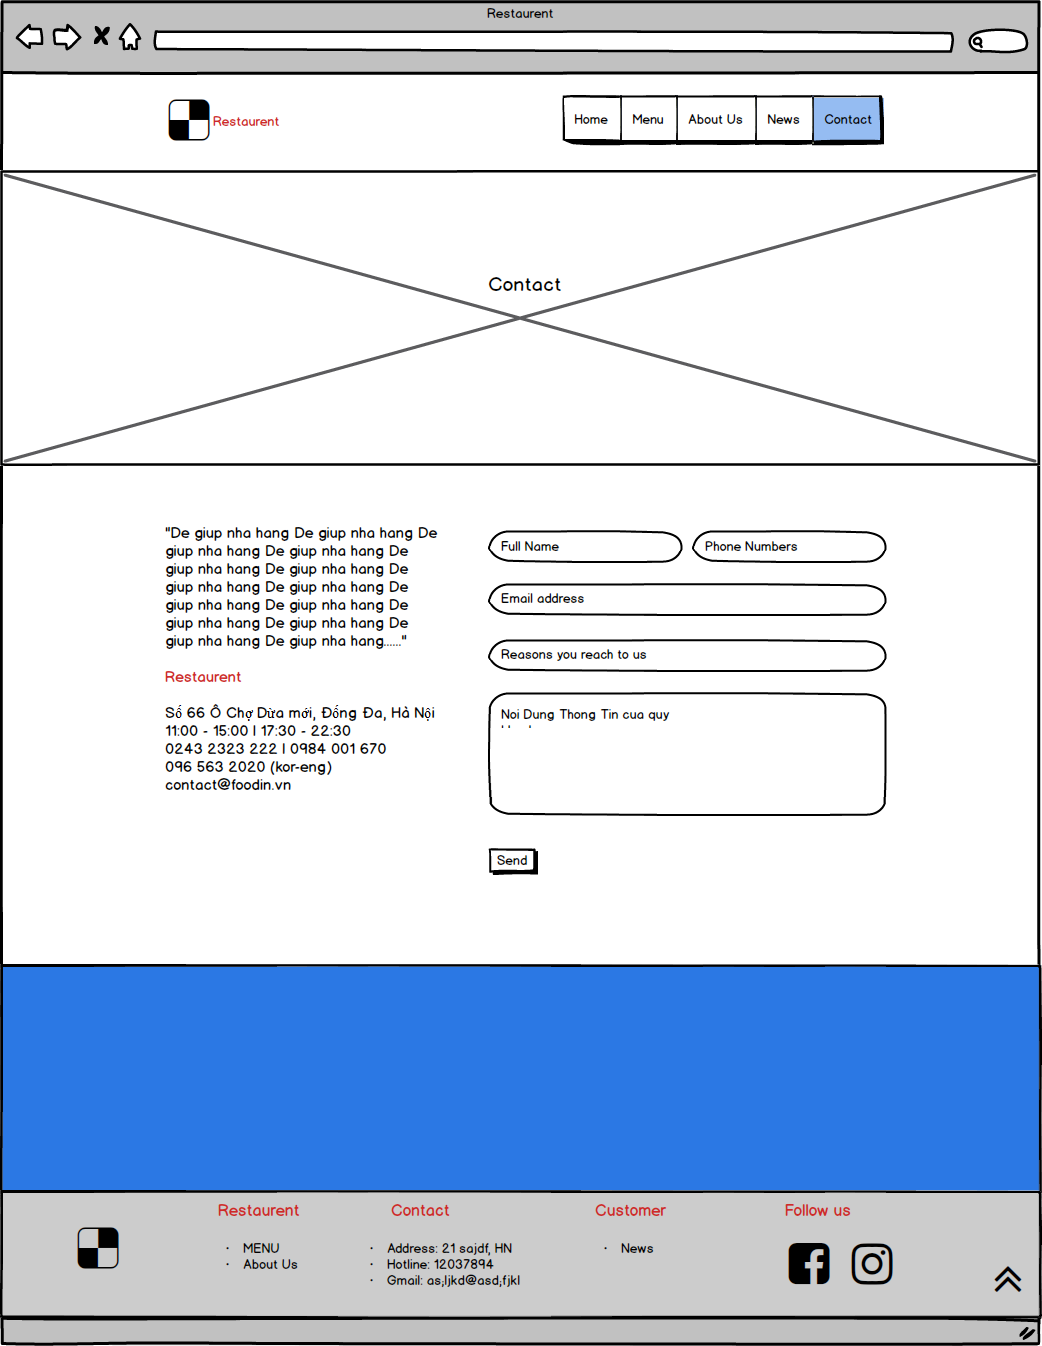 Restaurent
Restaurent
Home Menu About Us News Contact
Contact
"De giup nha hang De giup nha hang De
giup nha hang De giup nha hang De
giup nha hang De giup nha hang De
giup nha hang De giup nha hang De
giup nha hang De giup nha hang De
giup nha hang De giup nha hang De
giup nha hang De giup nha hang......"
Restaurent
Số 66 Ô Chợ Dừa mới, Đống Đa, Hà Nội
11:00 - 15:00 | 17:30 - 22:30
0243 2323 222 | 0984 001 670
096 563 2020 (kor-eng)
contact@foodin.vn
Full Name
Phone Numbers
Email address
Reasons you reach to us
Noi Dung Thong Tin cua quy
Send
Restaurent
MENU
About Us
Contact
Address: 21 sajdf, HN
Hotline: 12037894
Gmail: as;ljkd@asd;fjkl
Customer
News
Follow us